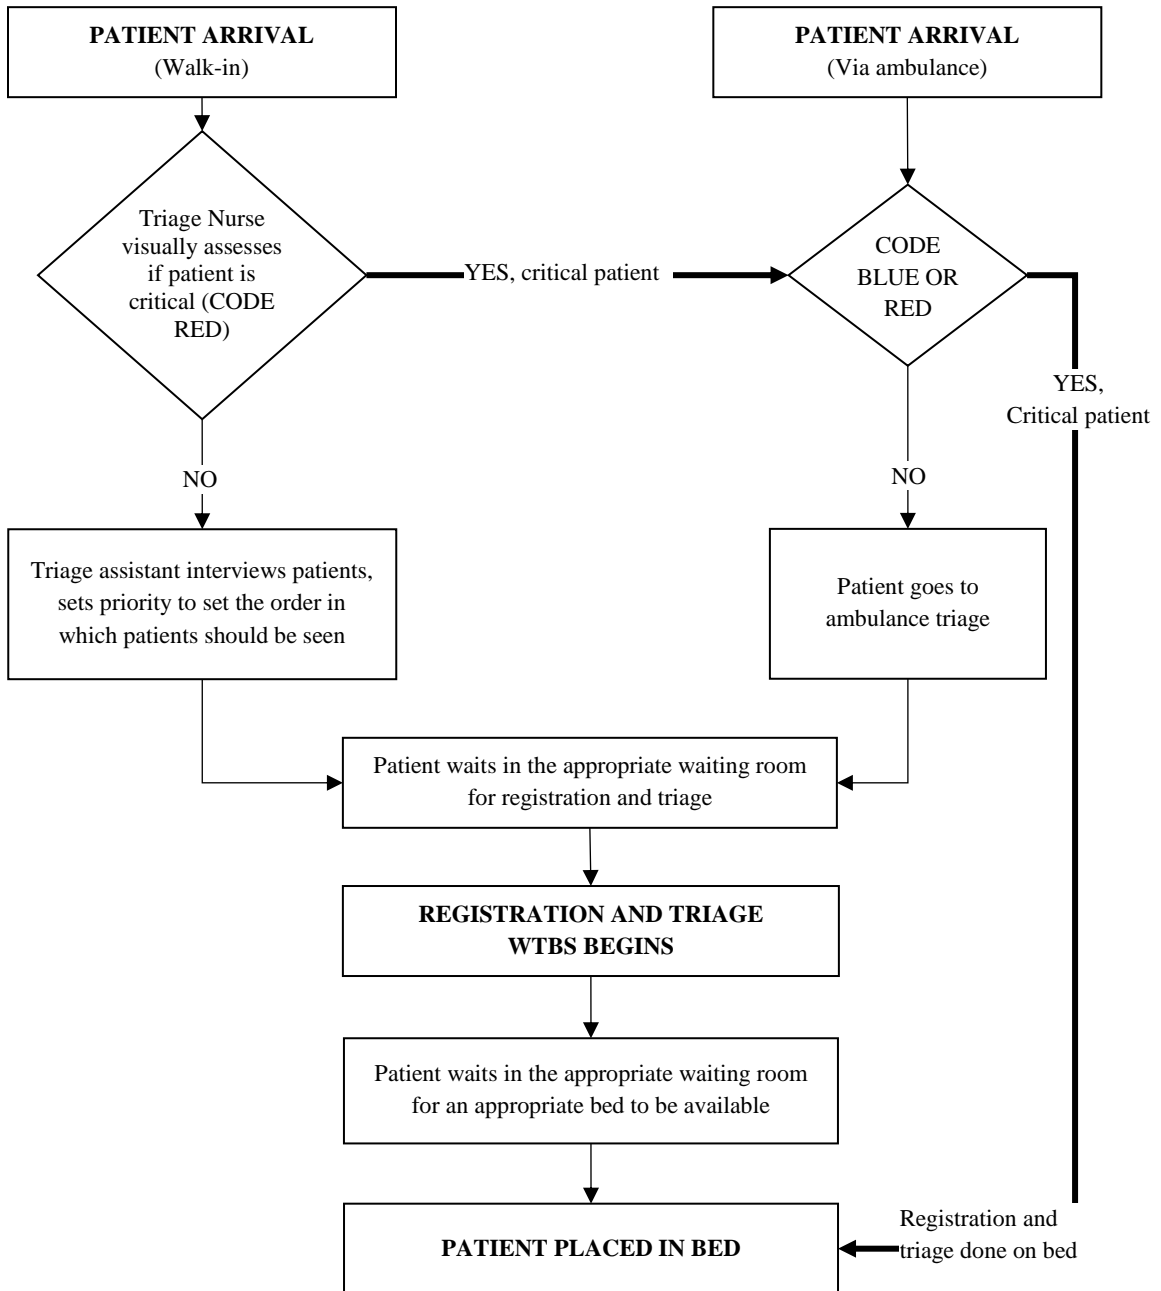 PATIENT ARRIVAL
(Walk-in)
PATIENT ARRIVAL
(Via ambulance)
Triage Nurse
visually assesses
if patient is
critical (CODE
RED)
YES, critical patient
CODE
BLUE OR
RED
YES,
Critical patient
NO
NO
Triage assistant interviews patients,
sets priority to set the order in
which patients should be seen
Patient goes to
ambulance triage
Patient waits in the appropriate waiting room
for registration and triage
REGISTRATION AND TRIAGE
WTBS BEGINS
Patient waits in the appropriate waiting room
for an appropriate bed to be available
PATIENT PLACED IN BED
Registration and
triage done on bed